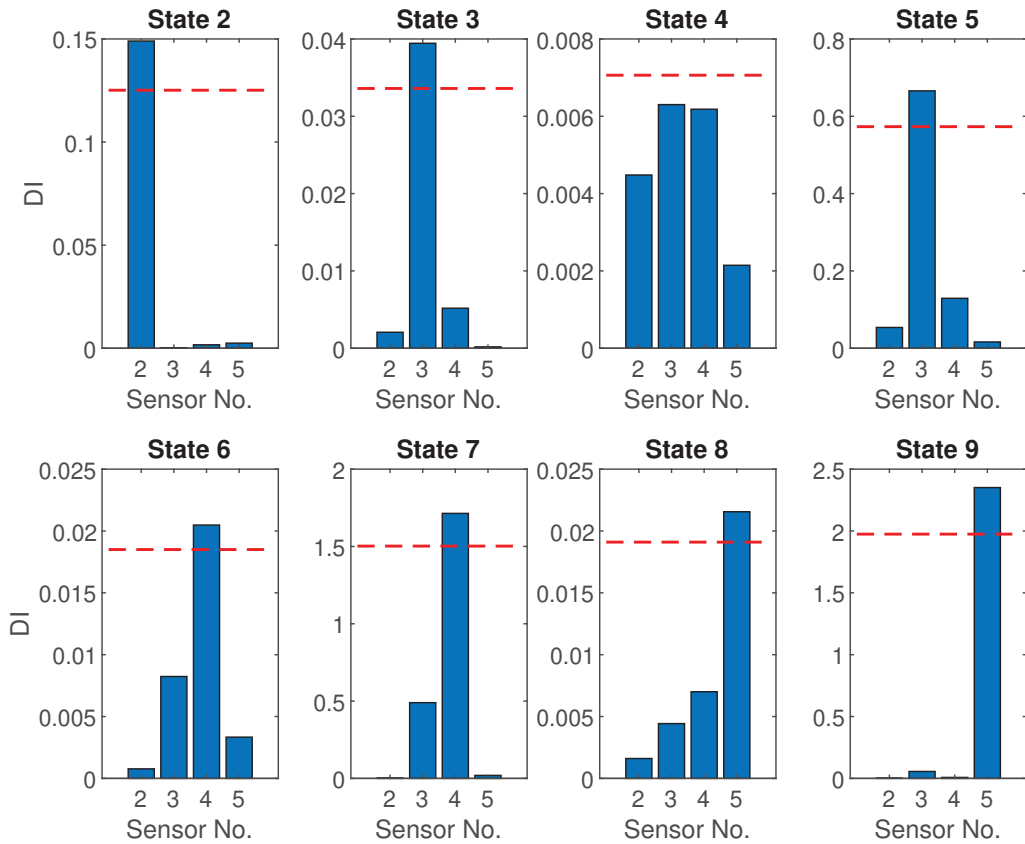 State 2
0.15
0.1
0.05
0
DI
2 3 4 5
Sensor No.
State 3
0.04
0.03
0.02
0.01
0
2 3 4 5
Sensor No.
State 4
0.008
0.006
0.004
0.002
0
2 3 4 5
Sensor No.
State 5
0.8
0.6
0.4
0.2
0
2 3 4 5
Sensor No.
State 6
0.025
0.02
0.015
0.01
0.005
0
DI
2 3 4 5
Sensor No.
State 7
2
1.5
1
0.5
0
2 3 4 5
Sensor No.
State 8
0.025
0.02
0.015
0.01
0.005
0
2 3 4 5
Sensor No.
State 9
2.5
2
1.5
1
0.5
0
2 3 4 5
Sensor No.